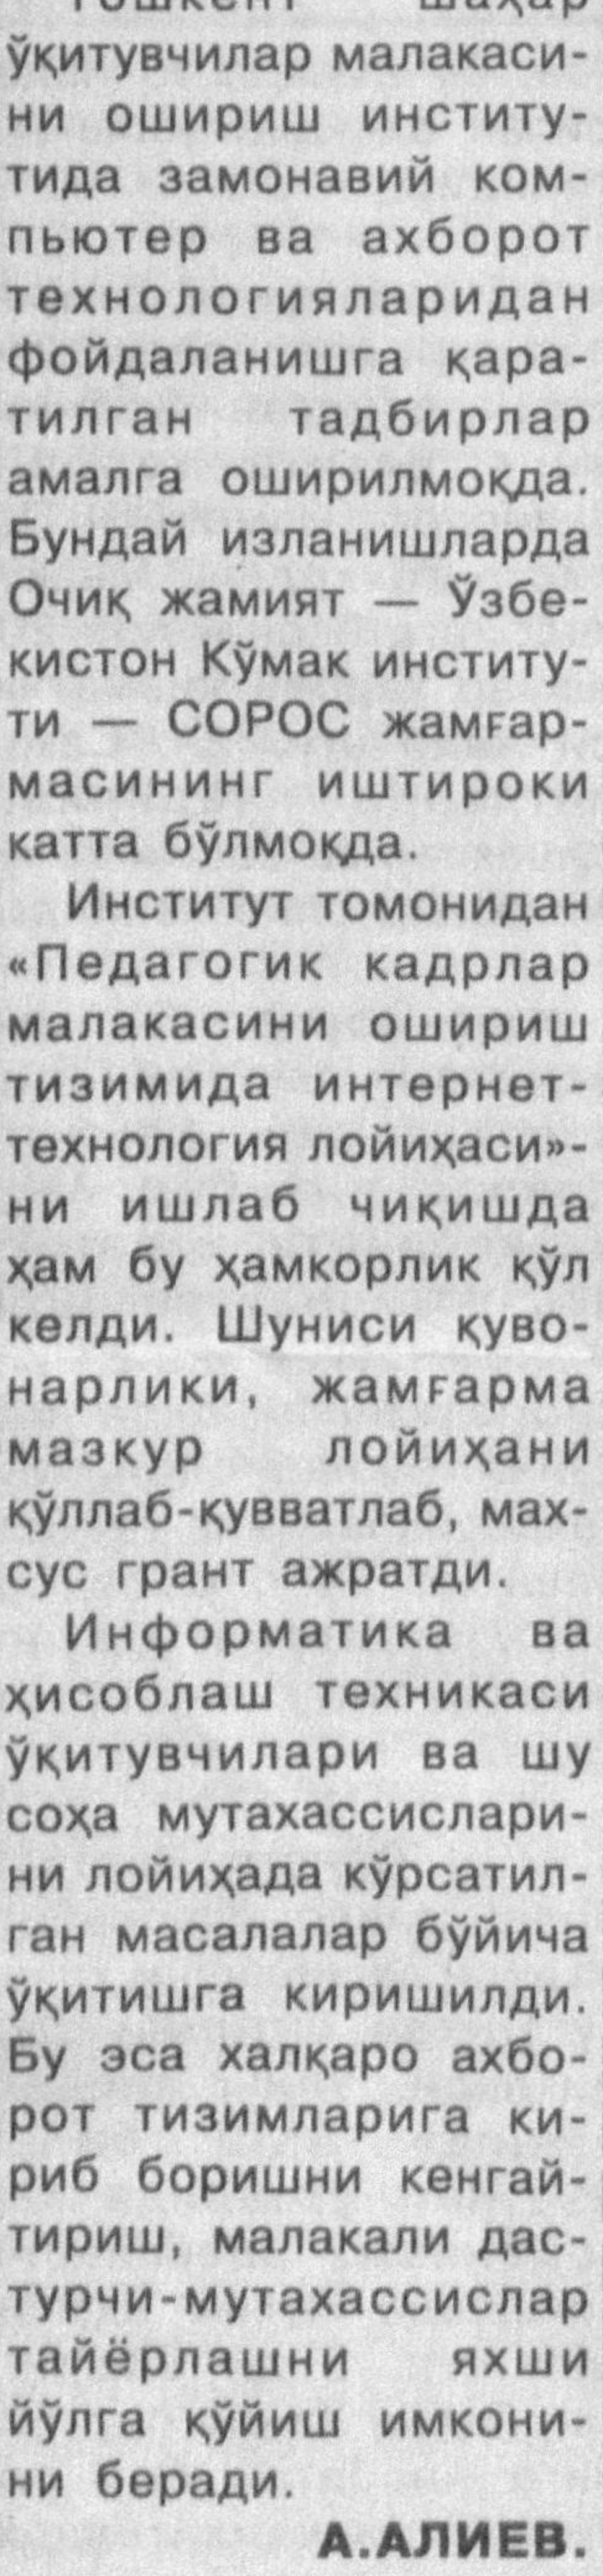 Тошкент шаҳар
ўқитувчилар малакаси-
ни ошириш институ-
тида замонавий ком-
пьютер ва ахборот
технологияларидан
фойдаланишга қара-
тилган тадбирлар
амалга оширилмоқда.
Бундай изланишларда
Очиқ жамият — Ўзбе-
кистон Кўмак институ-
ти — СОРОС жамғар-
масининг иштироки
катта бўлмоқда.
Институт томонидан
«Педагогик кадрлар
малакасини ошириш
тизимида интернет-
технология лойиҳаси»-
ни ишлаб чиқишда
ҳам бу ҳамкорлик қўл
келди. Шуниси қуво-
нарлики, жамғарма
мазкур лойиҳани
қўллаб-қувватлаб, мах-
сус грант ажратди.
Информатика ва
ҳисоблаш техникаси
ўқитувчилари ва шу
соҳа мутахассислари-
ни лойиҳада кўрсатил-
ган масалалар бўйича
ўқитишга киришилди.
Бу эса халқаро ахбо-
рот тизимларига ки-
риб боришни кенгай-
тириш, малакали дас-
турчи-мутахассислар
тайёрлашни яхши
йўлга қўйиш имкони-
ни беради.
А.АЛИЕВ.